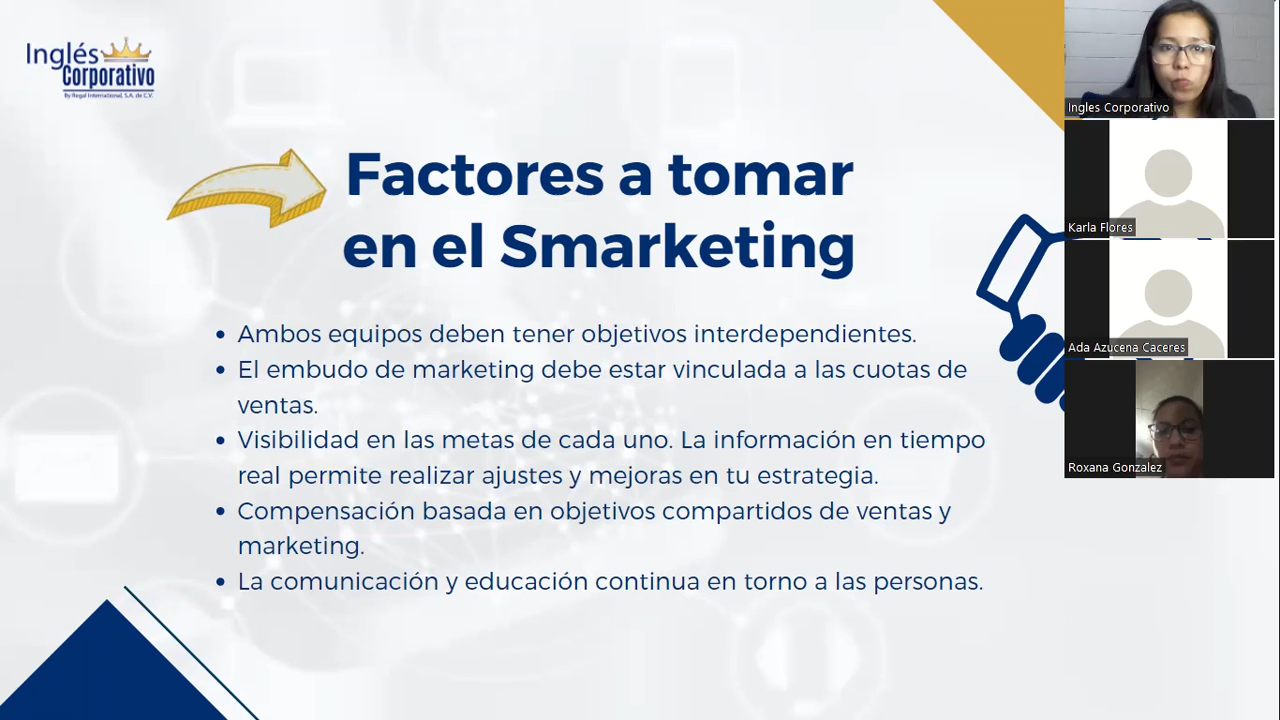 Inglés
Corporativo
By Regal International, S.A. de C.V.
Factores a tomar
en el Smarketing
• Ambos equipos deben tener objetivos interdependientes.
• El embudo de marketing debe estar vinculada a las cuotas de
ventas.
• Visibilidad en las metas de cada uno. La información en tiempo
real permite realizar ajustes y mejoras en tu estrategia.
• Compensación basada en objetivos compartidos de ventas y
marketing.
• La comunicación y educación continua en torno a las personas.
Ingles Corporativo
Karla Flores
Ada Azucena Caceres
Roxana Gonzalez